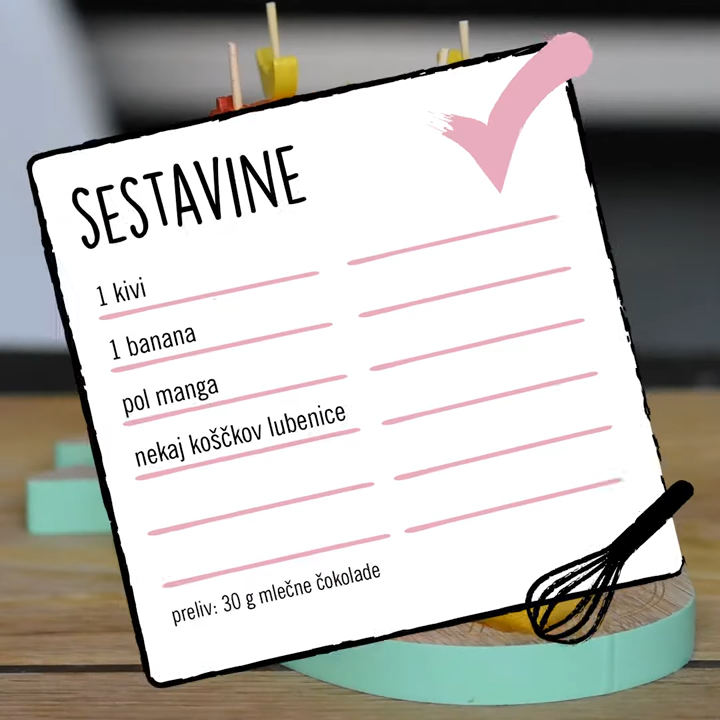 SESTAVINE
1 kivi
1 banana
pol manga
nekaj koščkov lubenice
preliv: 30 g mlečne čokolade